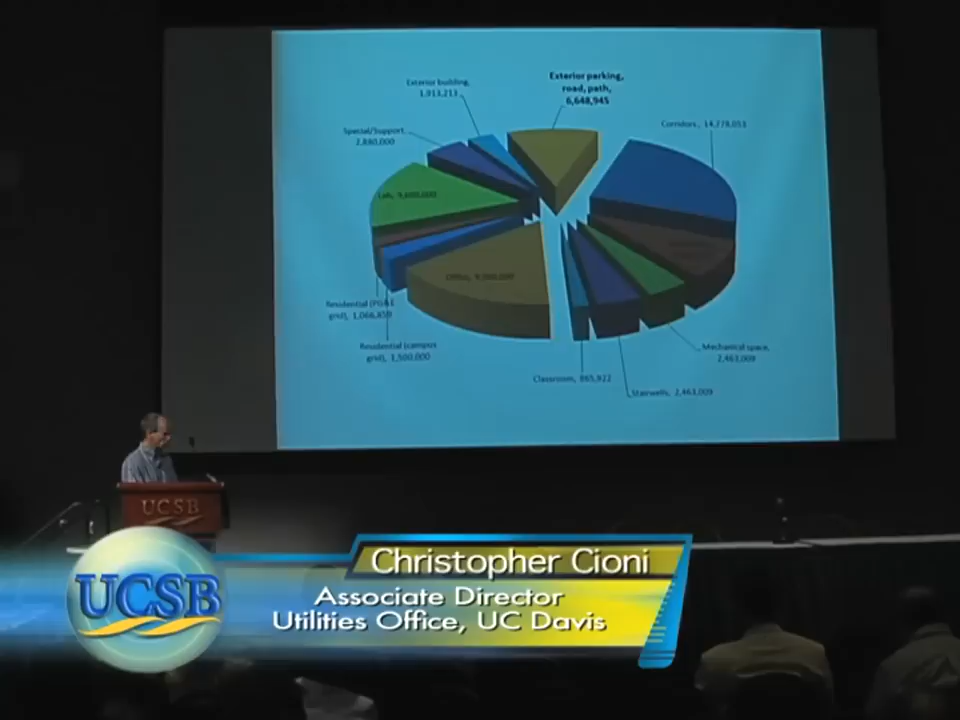 Exterior parking,
road, path,
6,648,945
Exterior building,
1,913,211
Corridors, 14,778,053
Special/Support,
2,880,000
Lab, 9,600,000
Office, 9,000,000
Residential (PG&E
grid), 1,066,859
Residential (campus
grid), 1,500,000
Mechanical space,
2,463,009
Classroom, 865,922
Stairwells, 2,463,009
UCSB
Christopher Cioni
UCSB
Associate Director
Utilities Office, UC Davis